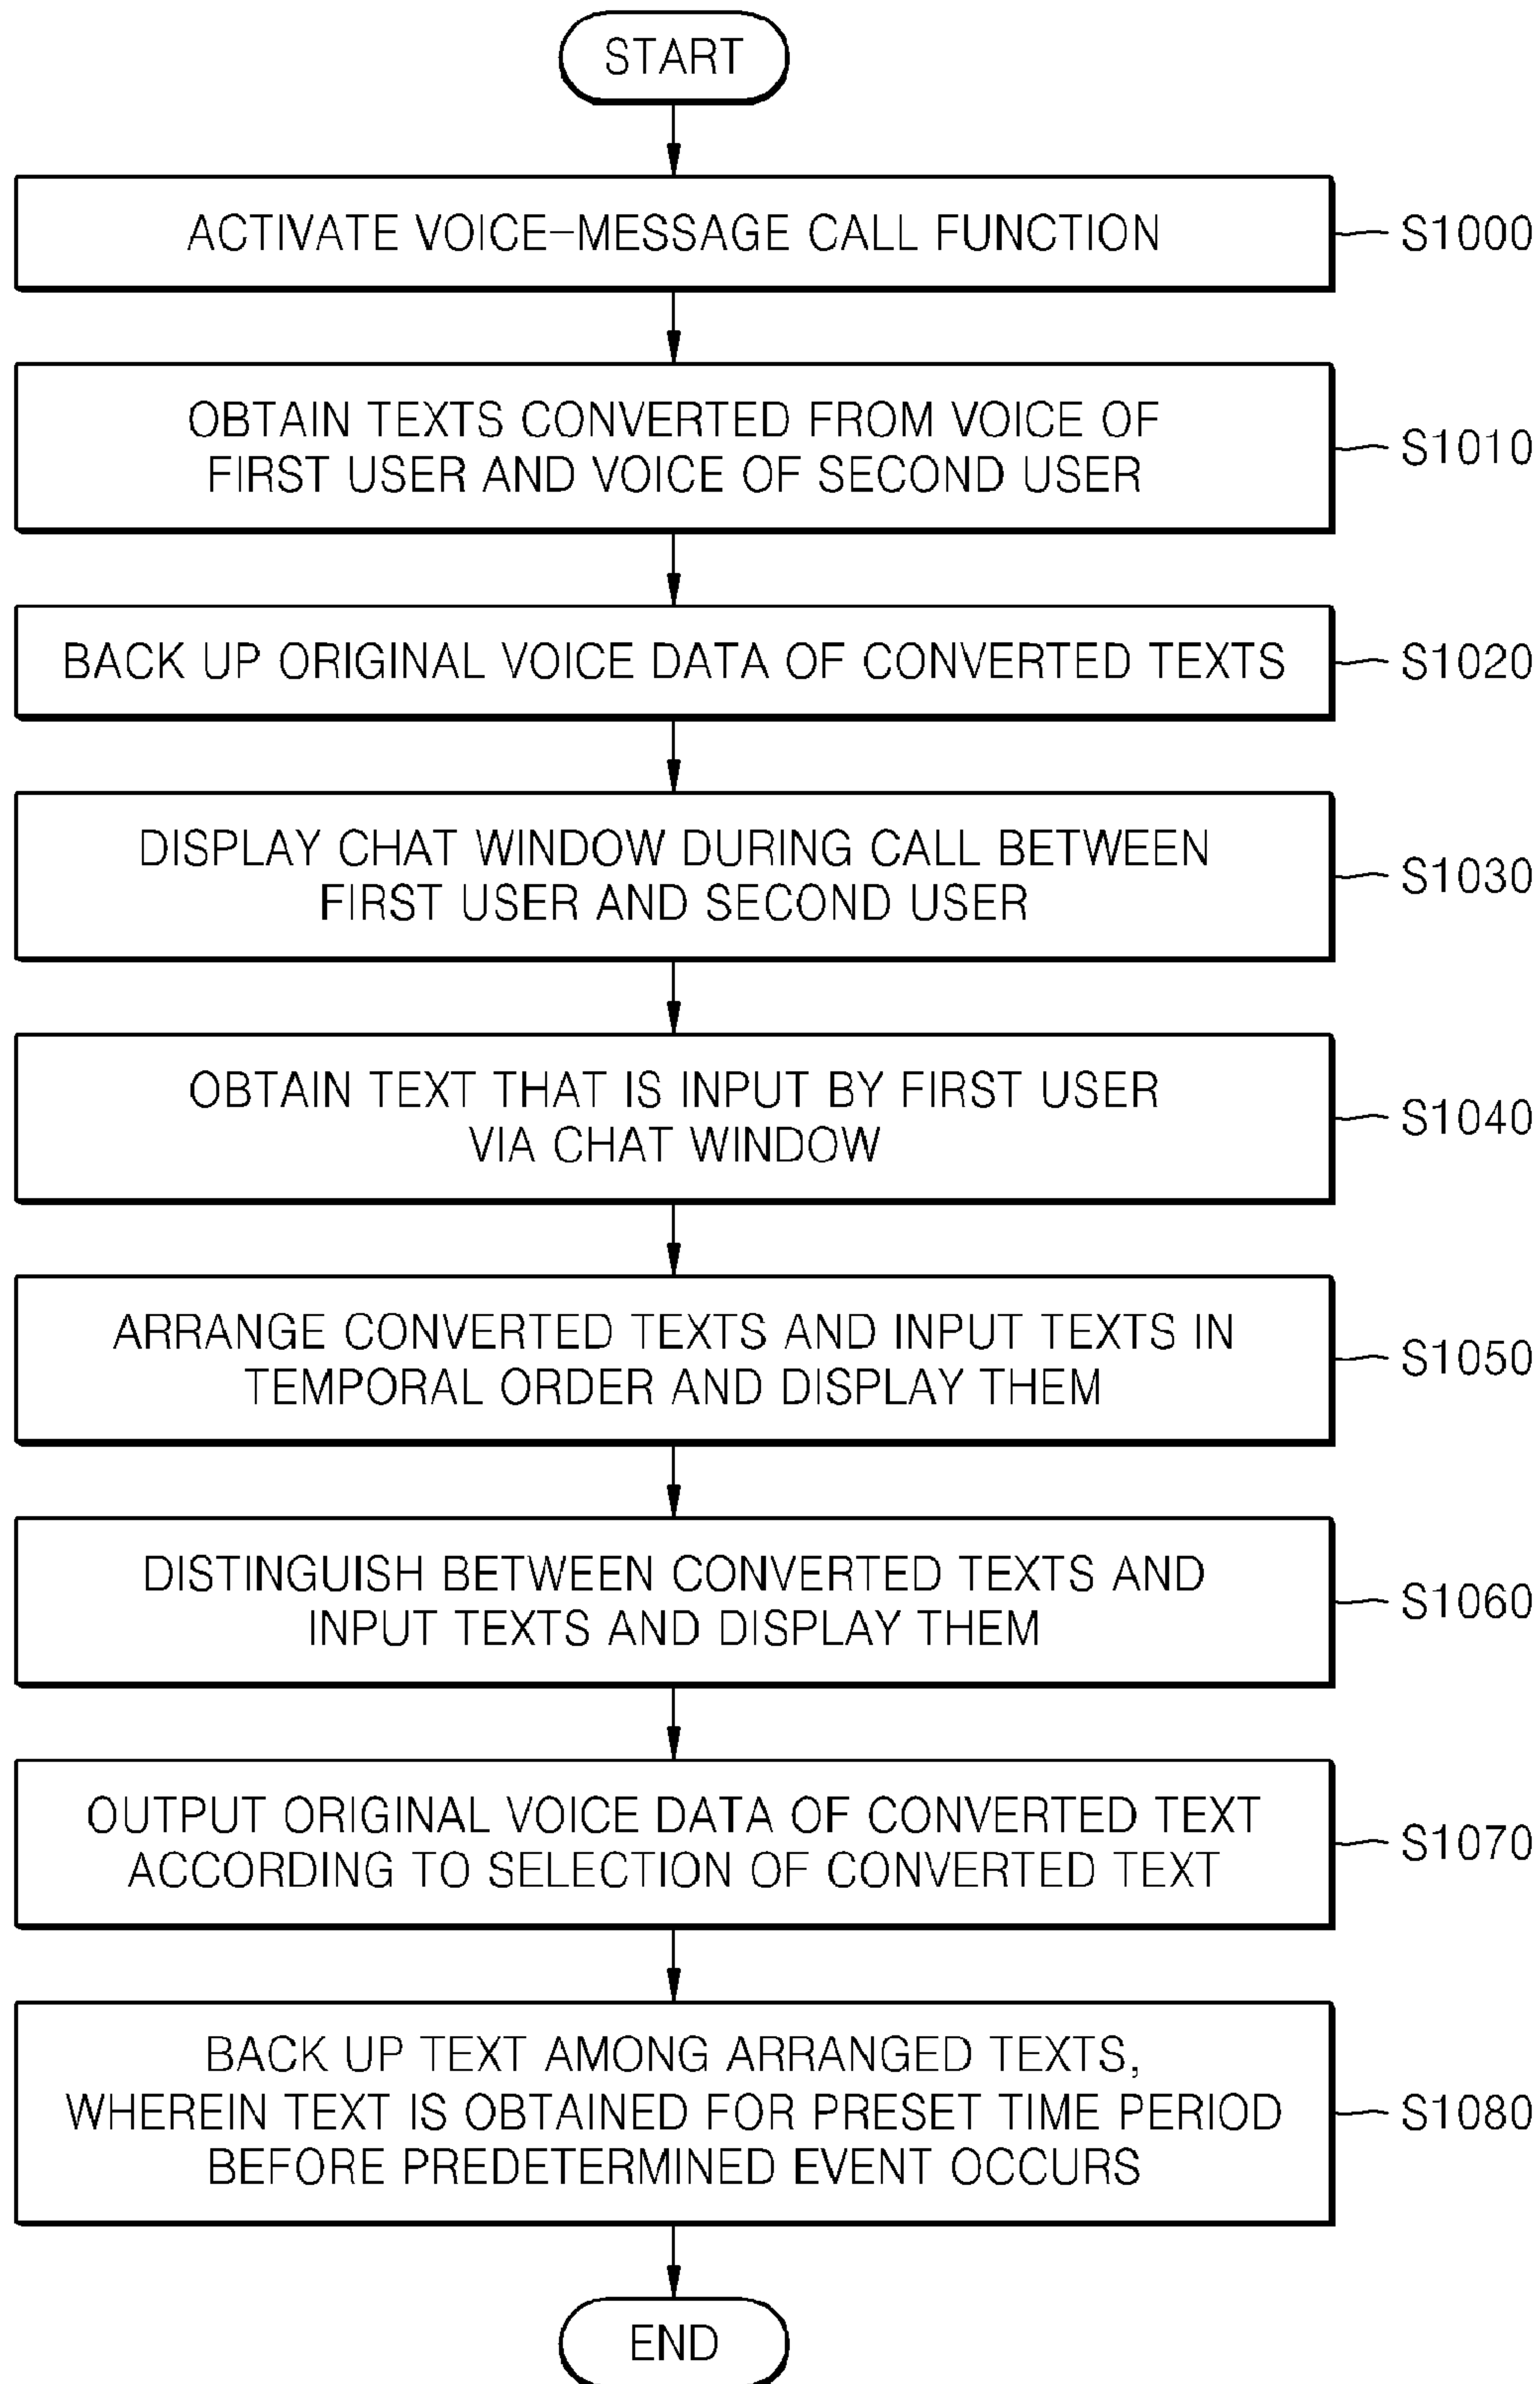 START
ACTIVATE VOICE-MESSAGE CALL FUNCTION
S1000
OBTAIN TEXTS CONVERTED FROM VOICE OF
FIRST USER AND VOICE OF SECOND USER
S1010
BACK UP ORIGINAL VOICE DATA OF CONVERTED TEXTS
S1020
DISPLAY CHAT WINDOW DURING CALL BETWEEN
FIRST USER AND SECOND USER
S1030
OBTAIN TEXT THAT IS INPUT BY FIRST USER
VIA CHAT WINDOW
S1040
ARRANGE CONVERTED TEXTS AND INPUT TEXTS IN
TEMPORAL ORDER AND DISPLAY THEM
S1050
DISTINGUISH BETWEEN CONVERTED TEXTS AND
INPUT TEXTS AND DISPLAY THEM
S1060
OUTPUT ORIGINAL VOICE DATA OF CONVERTED TEXT
ACCORDING TO SELECTION OF CONVERTED TEXT
S1070
BACK UP TEXT AMONG ARRANGED TEXTS,
WHEREIN TEXT IS OBTAINED FOR PRESET TIME PERIOD
BEFORE PREDETERMINED EVENT OCCURS
S1080
END